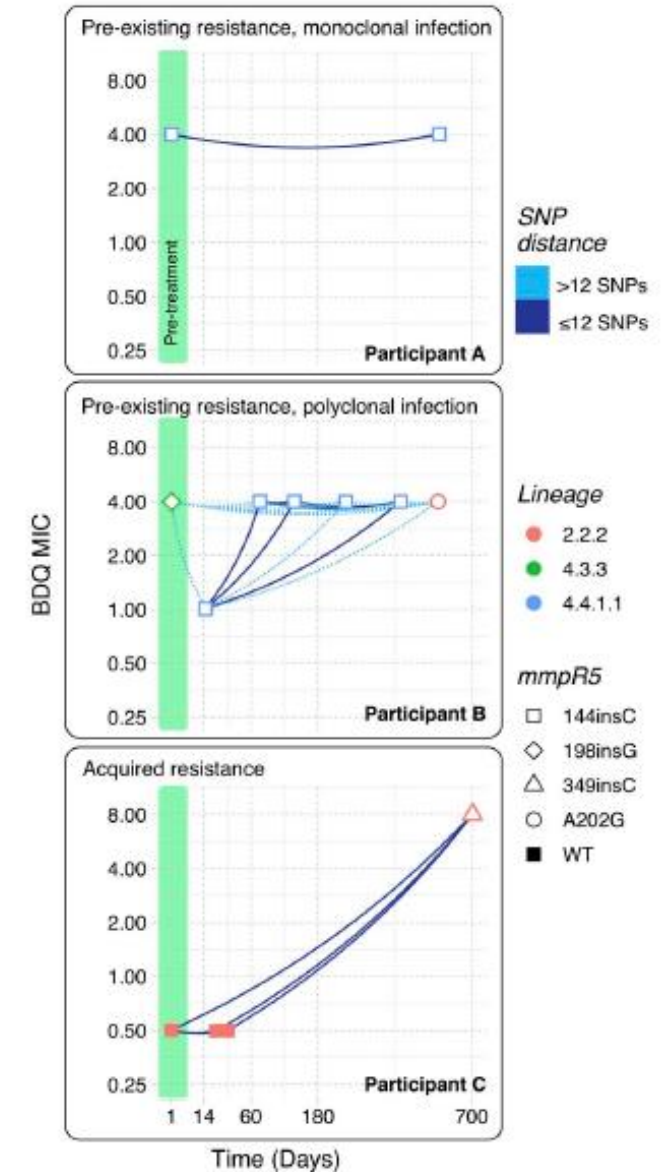 Pre-existing resistance, monoclonal infection
8.00
4.00
2.00
1.00
0.50
0.25
Pre-treatment
Participant A
SNP
distance
>12 SNPs
≤12 SNPs
Pre-existing resistance, polyclonal infection
8.00
4.00
2.00
1.00
0.50
0.25
Participant B
BDQ MIC
Lineage
2.2.2
4.3.3
4.4.1.1
mmpR5
144insC
198insG
349insC
A202G
WT
Acquired resistance
8.00
4.00
2.00
1.00
0.50
0.25
Participant C
1 14 60 180 700
Time (Days)